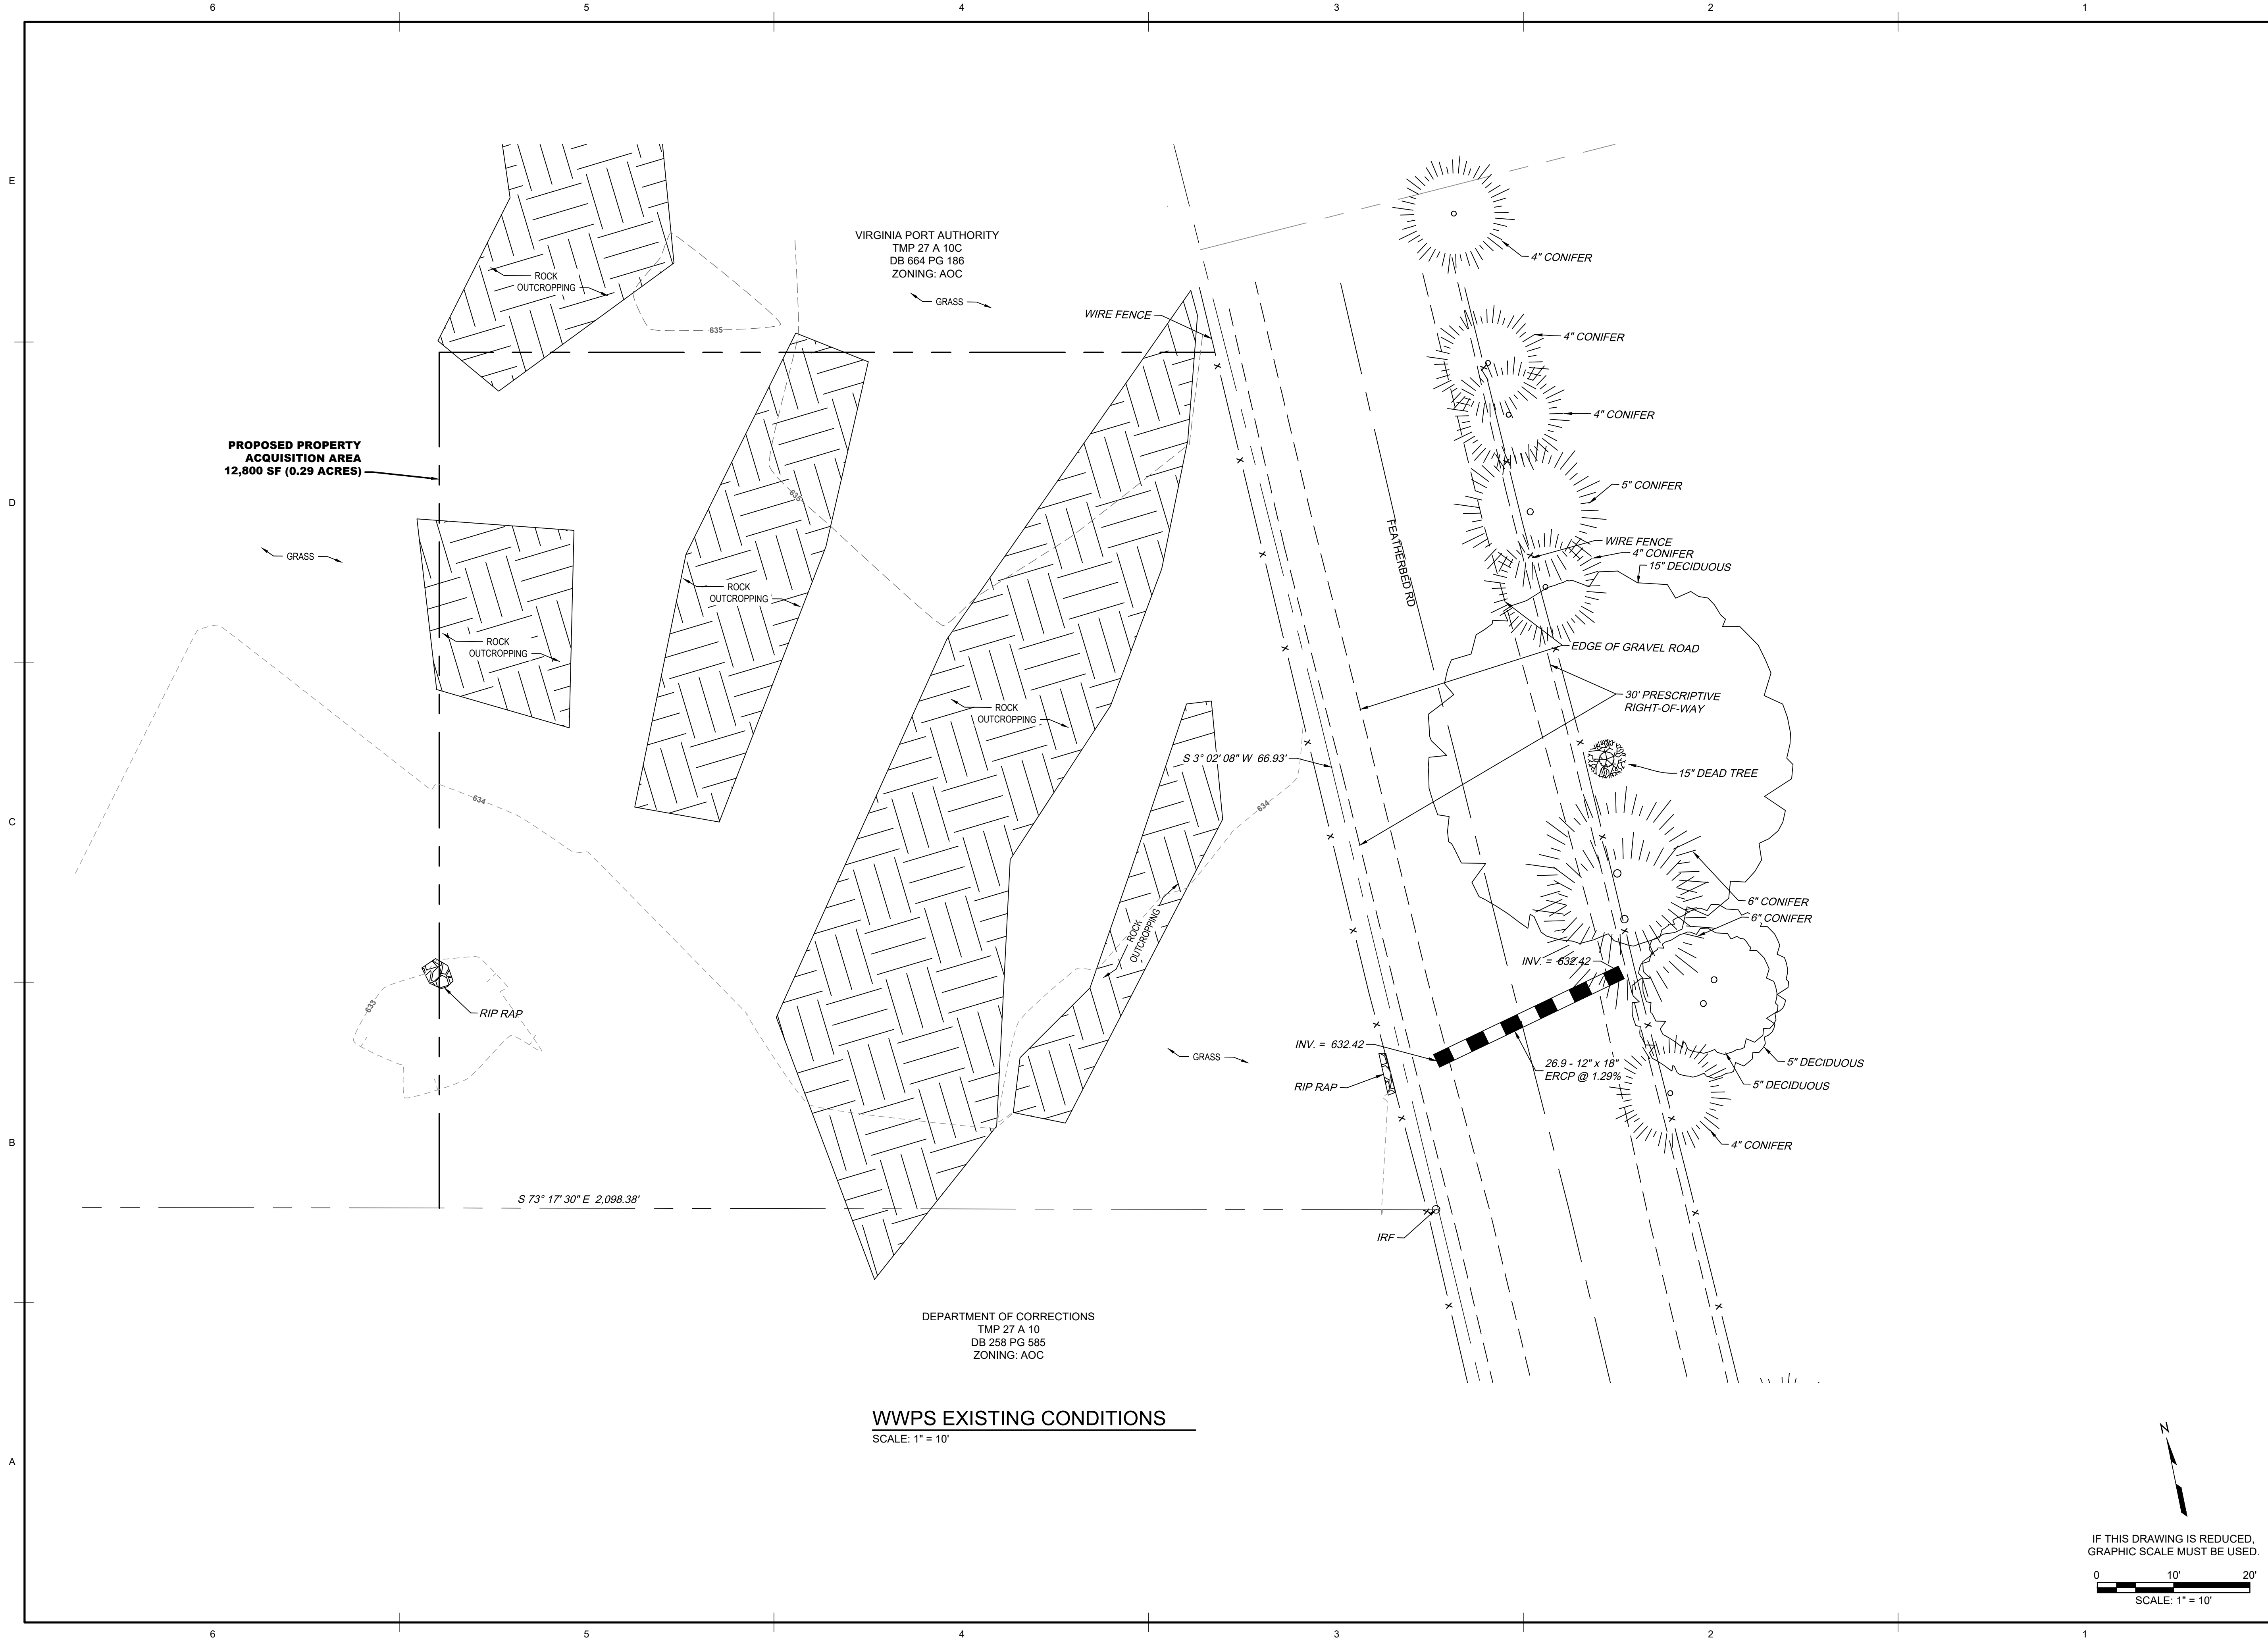 6 5 4 3 2 1
E
VIRGINIA PORT AUTHORITY
TMP 27 A 10C
DB 664 PG 186
ZONING: AOC
GRASS
ROCK
OUTCROPPING
635
WIRE FENCE
4" CONIFER
4" CONIFER
4" CONIFER
PROPOSED PROPERTY
ACQUISITION AREA
12,800 SF (0.29 ACRES)
D
635
5" CONIFER
FEATHERBED RD
WIRE FENCE
4" CONIFER
15" DECIDUOUS
GRASS
ROCK
OUTCROPPING
ROCK
OUTCROPPING
EDGE OF GRAVEL ROAD
30' PRESCRIPTIVE
RIGHT-OF-WAY
ROCK
OUTCROPPING
S 3° 02' 08" W 66.93'
15" DEAD TREE
634
634
C
6" CONIFER
6" CONIFER
ROCK
OUTCROPPING
INV. = 632.42
633
RIP RAP
INV. = 632.42
GRASS
26.9 - 12" x 18"
ERCP @ 1.29%
RIP RAP
5" DECIDUOUS
5" DECIDUOUS
B
4" CONIFER
S 73° 17' 30" E 2,098.38'
IRF
DEPARTMENT OF CORRECTIONS
TMP 27 A 10
DB 258 PG 585
ZONING: AOC
WWPS EXISTING CONDITIONS
SCALE: 1" = 10'
A
N
IF THIS DRAWING IS REDUCED,
GRAPHIC SCALE MUST BE USED.
0 10' 20'
SCALE: 1" = 10'
6 5 4 3 2 1